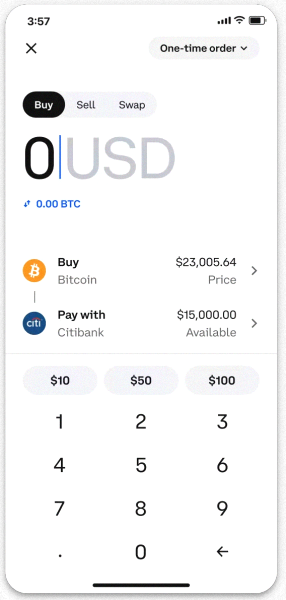 3:57
One-time order
Buy Sell Swap
0 USD
0.00 BTC
Buy $23,005.64
Bitcoin Price
citi
Pay with $15,000.00
Citibank Available
$10 $50 $100
1 2 3
4 5 6
7 8 9
. 0